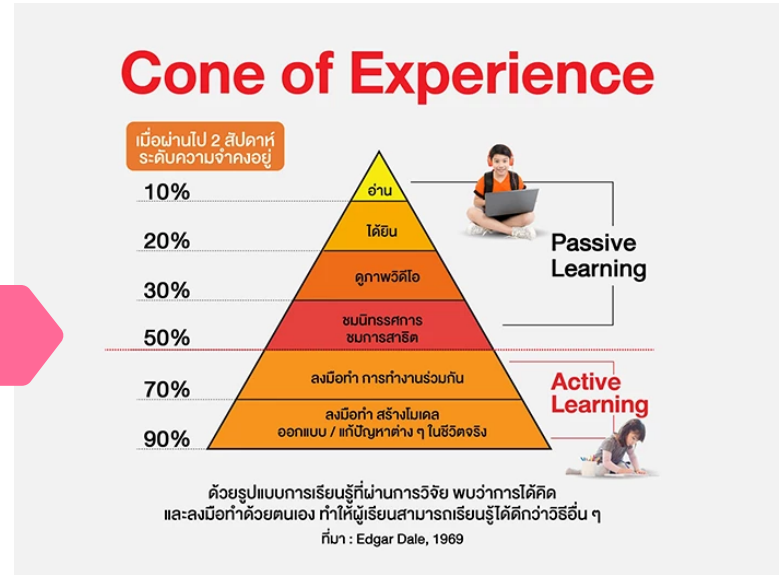 Cone of Experience
เมื่อผ่านไป 2 สัปดาห์
ระดับความจำคงอยู่
10%
อ่าน
20%
ได้ยิน
30%
ดูภาพวิดีโอ
50%
ชมนิทรรศการ
ชมการสาธิต
Passive
Learning
70%
ลงมือทำ การทำงานร่วมกัน
90%
ลงมือทำ สร้างโมเดล
ออกแบบ / แก้ปัญหาต่าง ๆ ในชีวิตจริง
Active
Learning
ด้วยรูปแบบการเรียนรู้ที่ผ่านการวิจัย พบว่าการได้คิด
และลงมือทำด้วยตนเอง ทำให้ผู้เรียนสามารถเรียนรู้ได้ดีกว่าวิธีอื่น ๆ
ที่มา : Edgar Dale, 1969